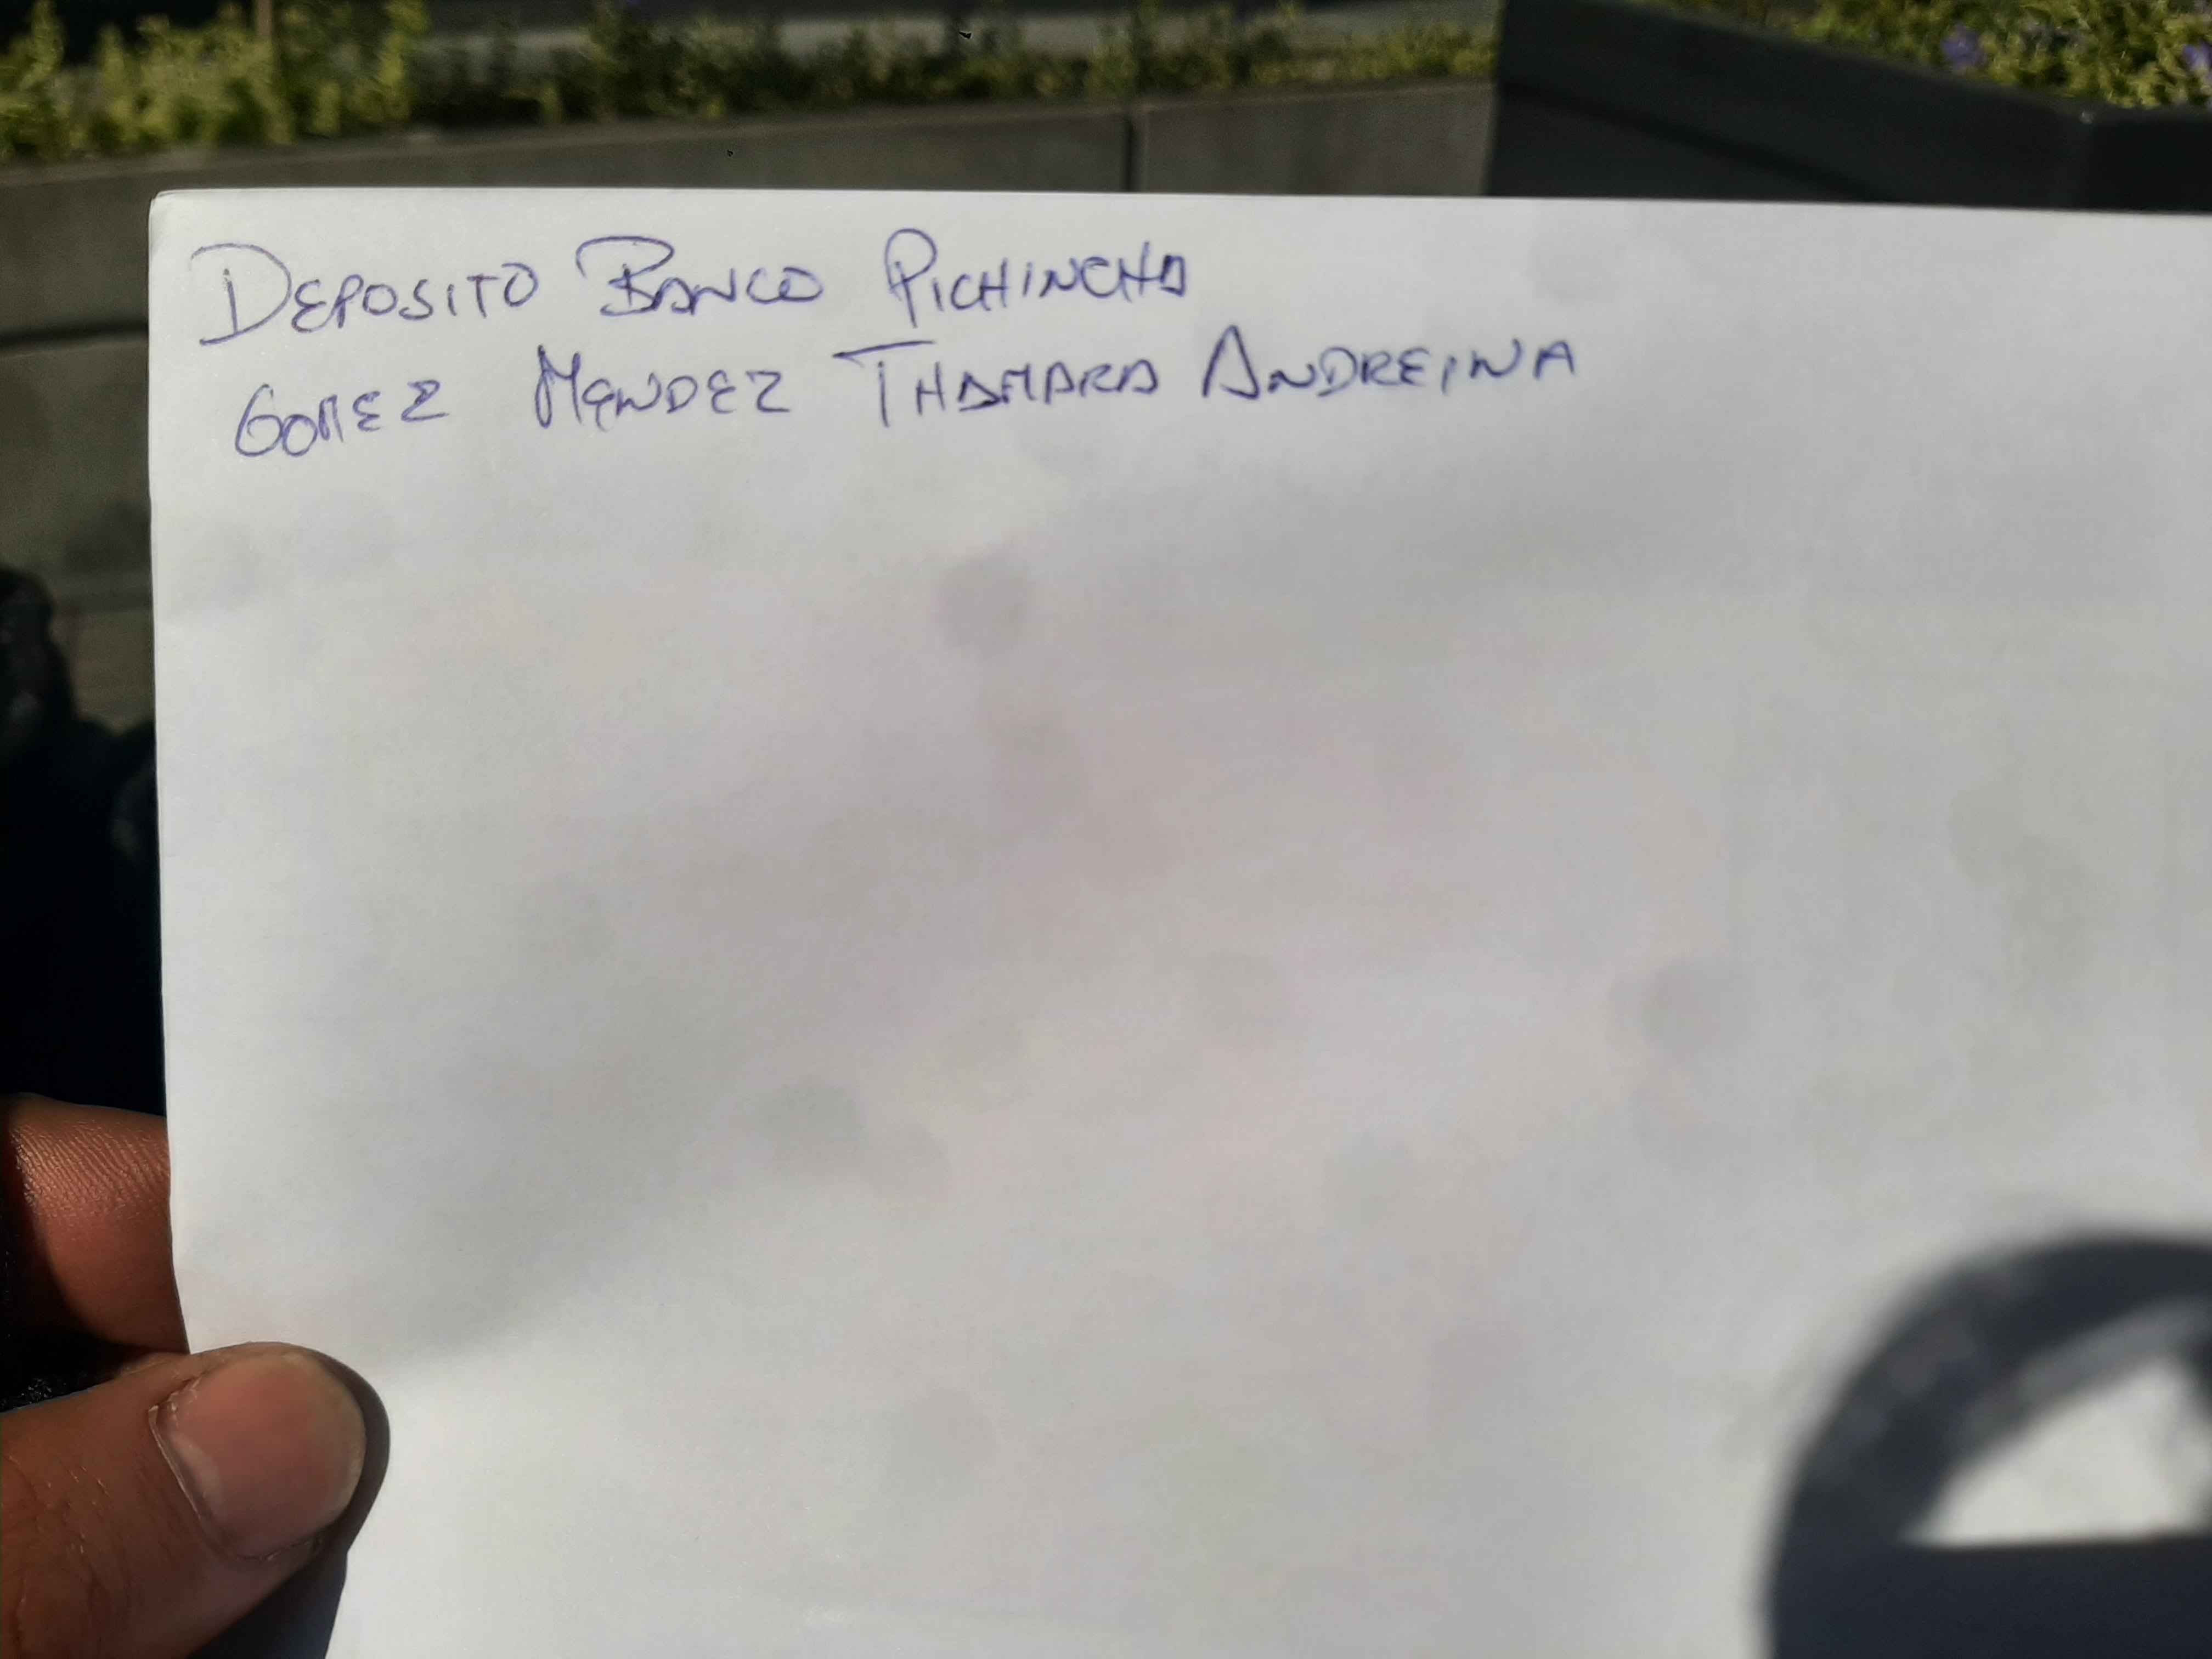 DEPOSITO BANCO PICHINCHA
GOMEZ MENDEZ THAMARA ANDREINA